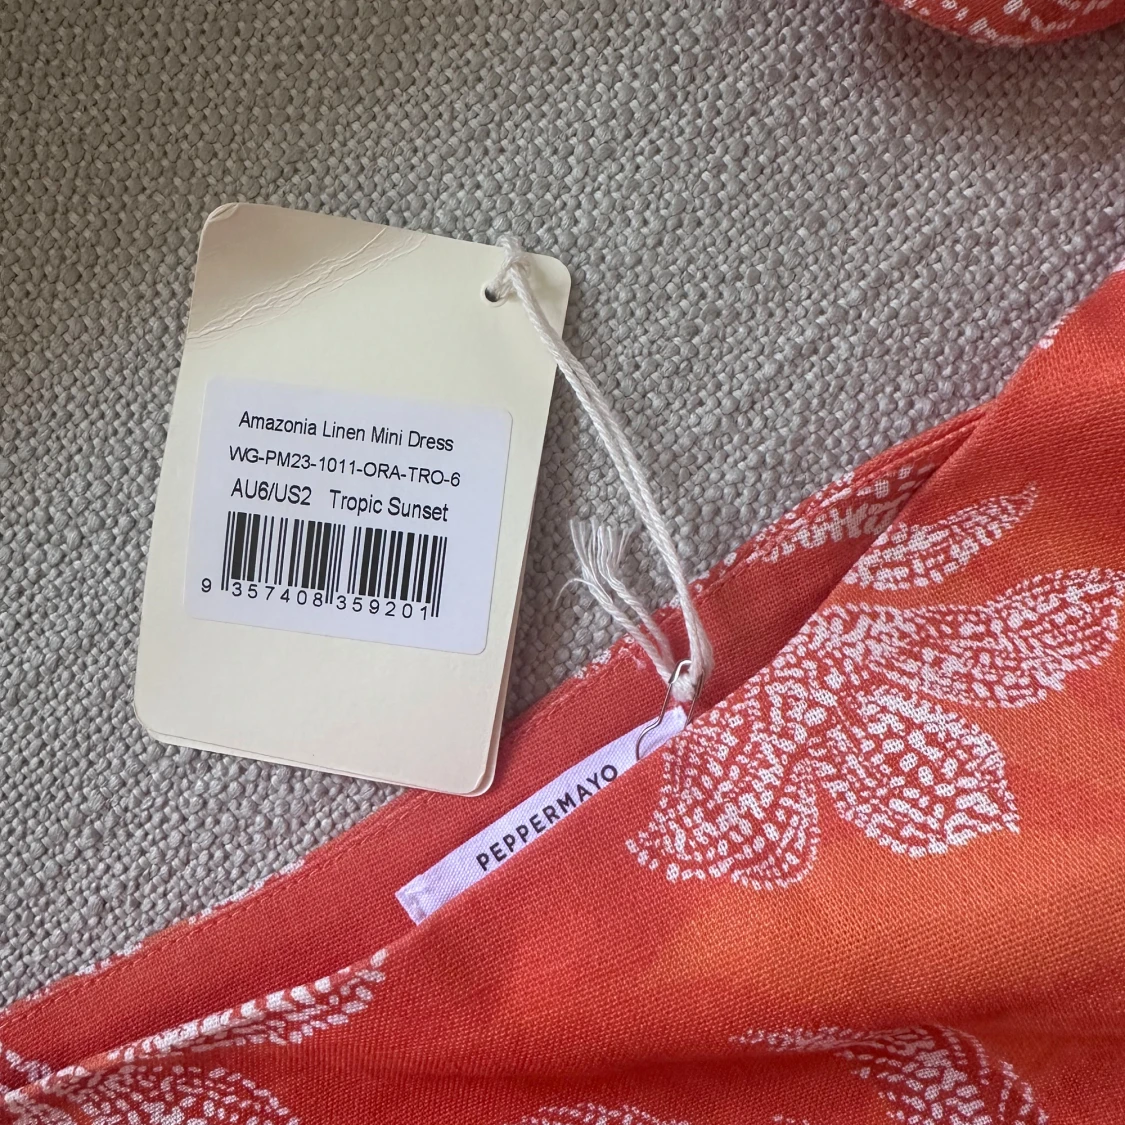 Amazonia Linen Mini Dress
WG-PM23-1011-ORA-TRO-6
AU6/US2 Tropic Sunset
9 357408 359201
PEPPERMAYO